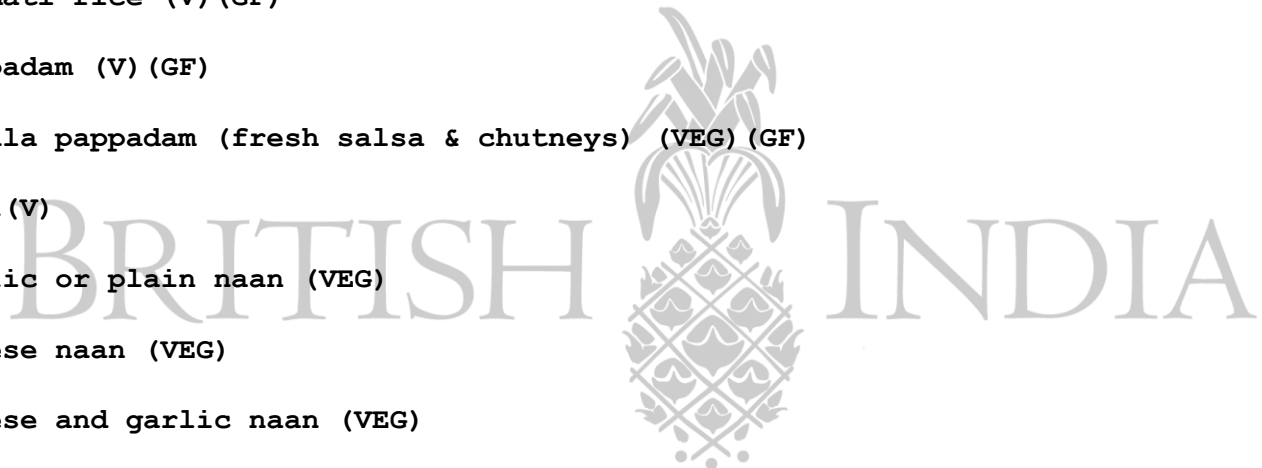 rice (V)(GF)
(V)(GF)
pappadam (fresh salsa & chutneys) (VEG)(GF)
(V)
or plain naan (VEG)
naan (VEG)
and garlic naan (VEG)
BRITISH INDIA